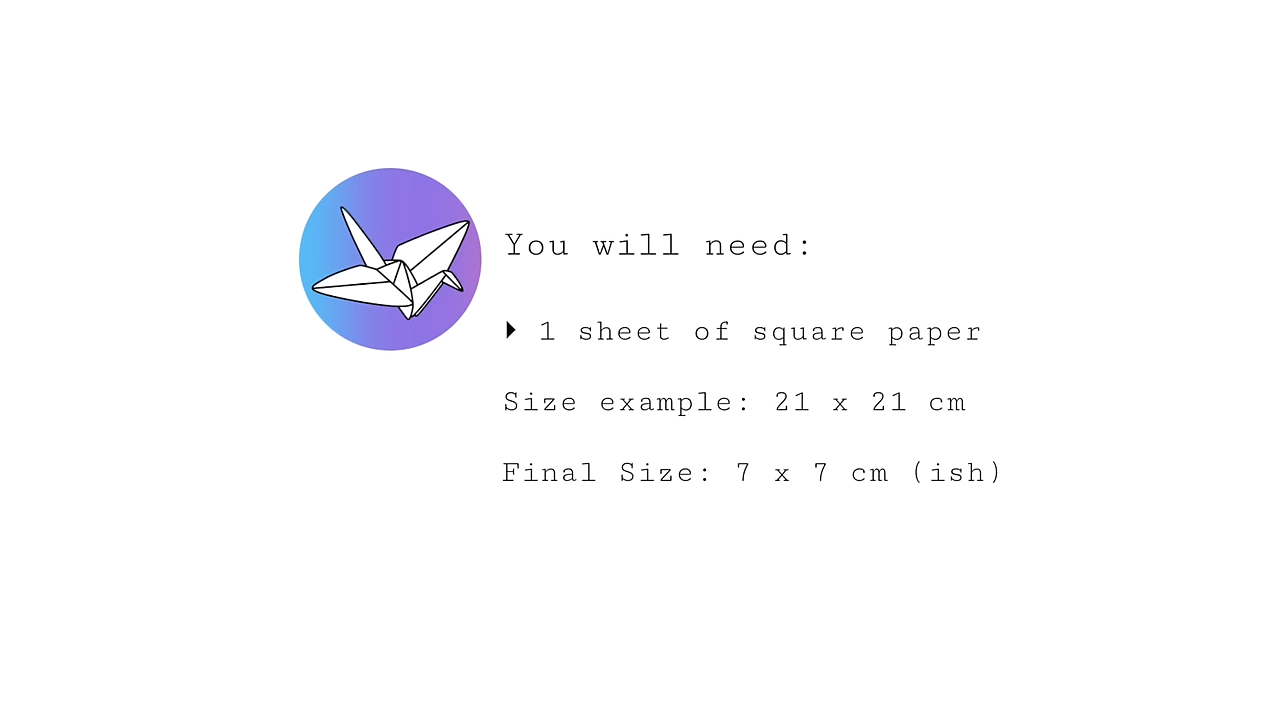 You will need:
1 sheet of square paper
Size example: 21 x 21 cm
Final Size: 7 x 7 cm (ish)